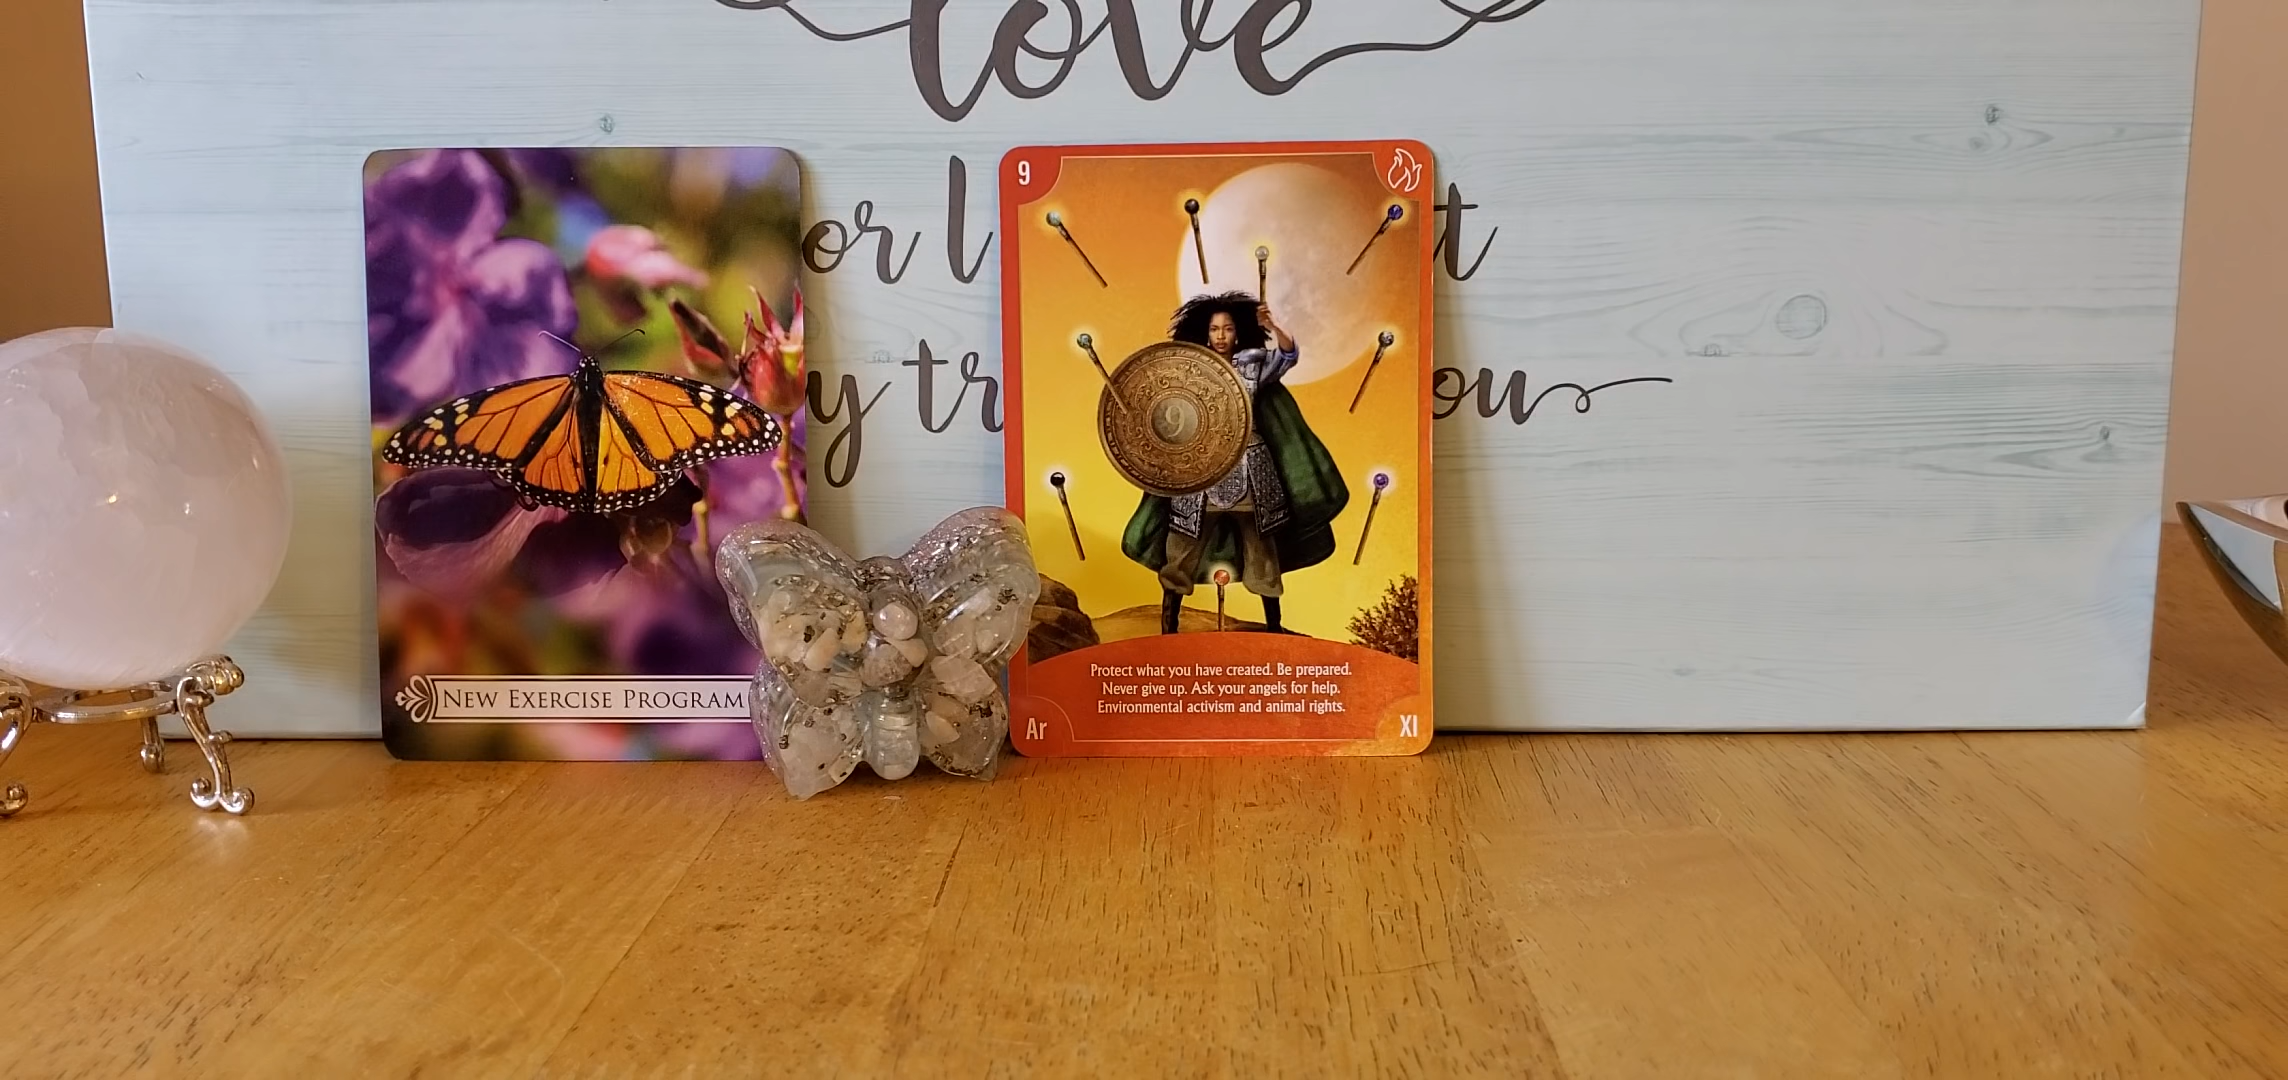 love
New Exercise Program
9
9
Protect what you have created. Be prepared.
Never give up. Ask your angels for help.
Environmental activism and animal rights.
Ar
XI